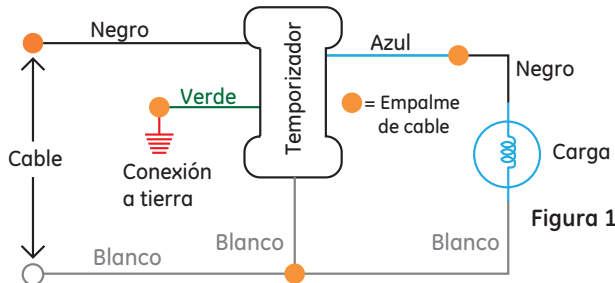 Negro
Azul
Negro
Temporizador
Verde
= Empalme
de cable
Cable
Conexión
a tierra
Carga
Figura 1
Blanco
Blanco
Blanco